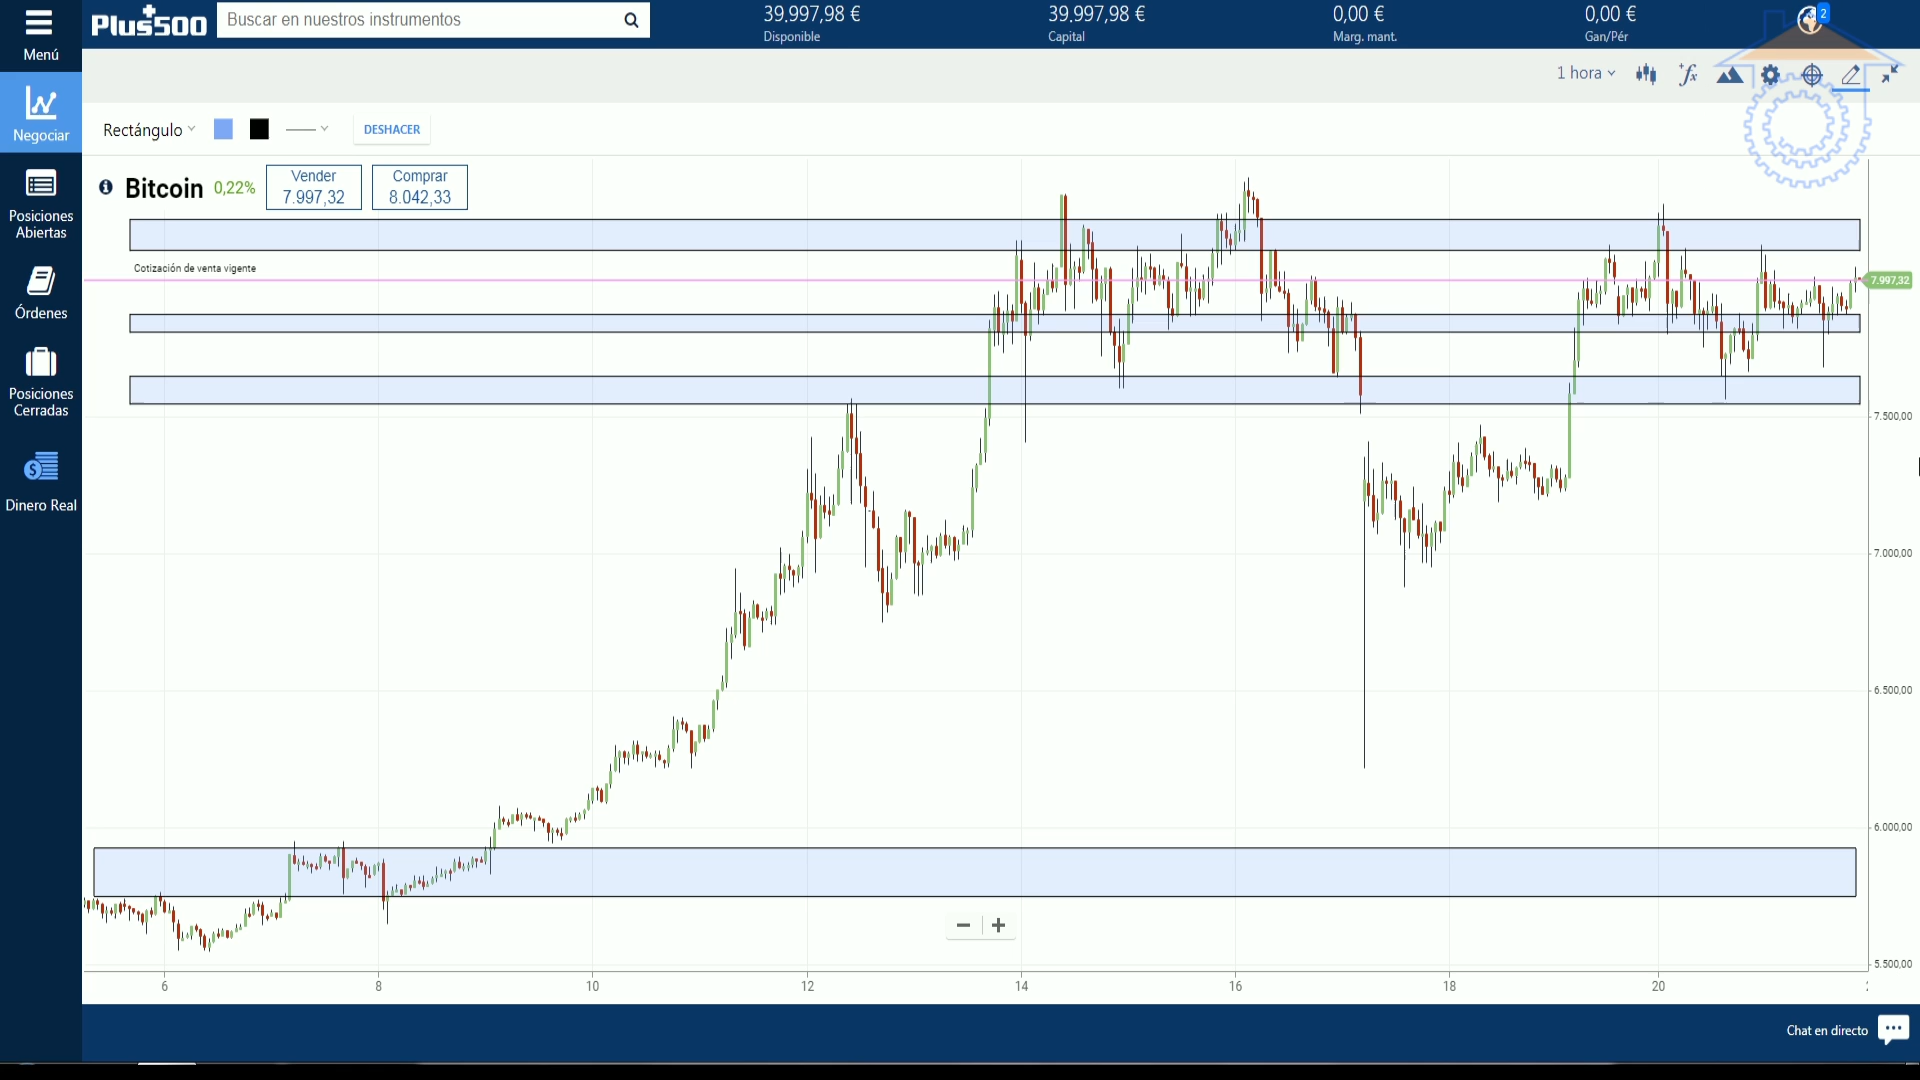 Menú
Plus500
Buscar en nuestros instrumentos
39.997,98 €
Disponible
39.997,98 €
Capital
0,00 €
Marg. mant.
0,00 €
Gan/Pér
2
Negociar
1 hora
fx
Rectángulo
DESHACER
Bitcoin 0,22%
Vender
7.997,32
Comprar
8.042,33
Posiciones
Abiertas
Cotización de venta vigente
7.997,32
Órdenes
Posiciones
Cerradas
7.500,00
Dinero Real
7.000,00
6.500,00
6.000,00
5.500,00
6 8 10 12 14 16 18 20
Chat en directo